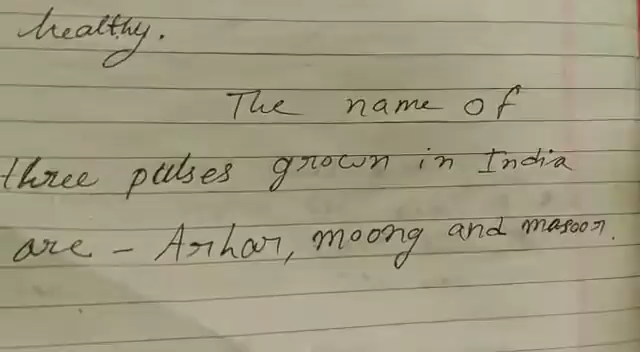 healthy.
The name of
three pulses grown in India
are - Arhar, moong and masoor.